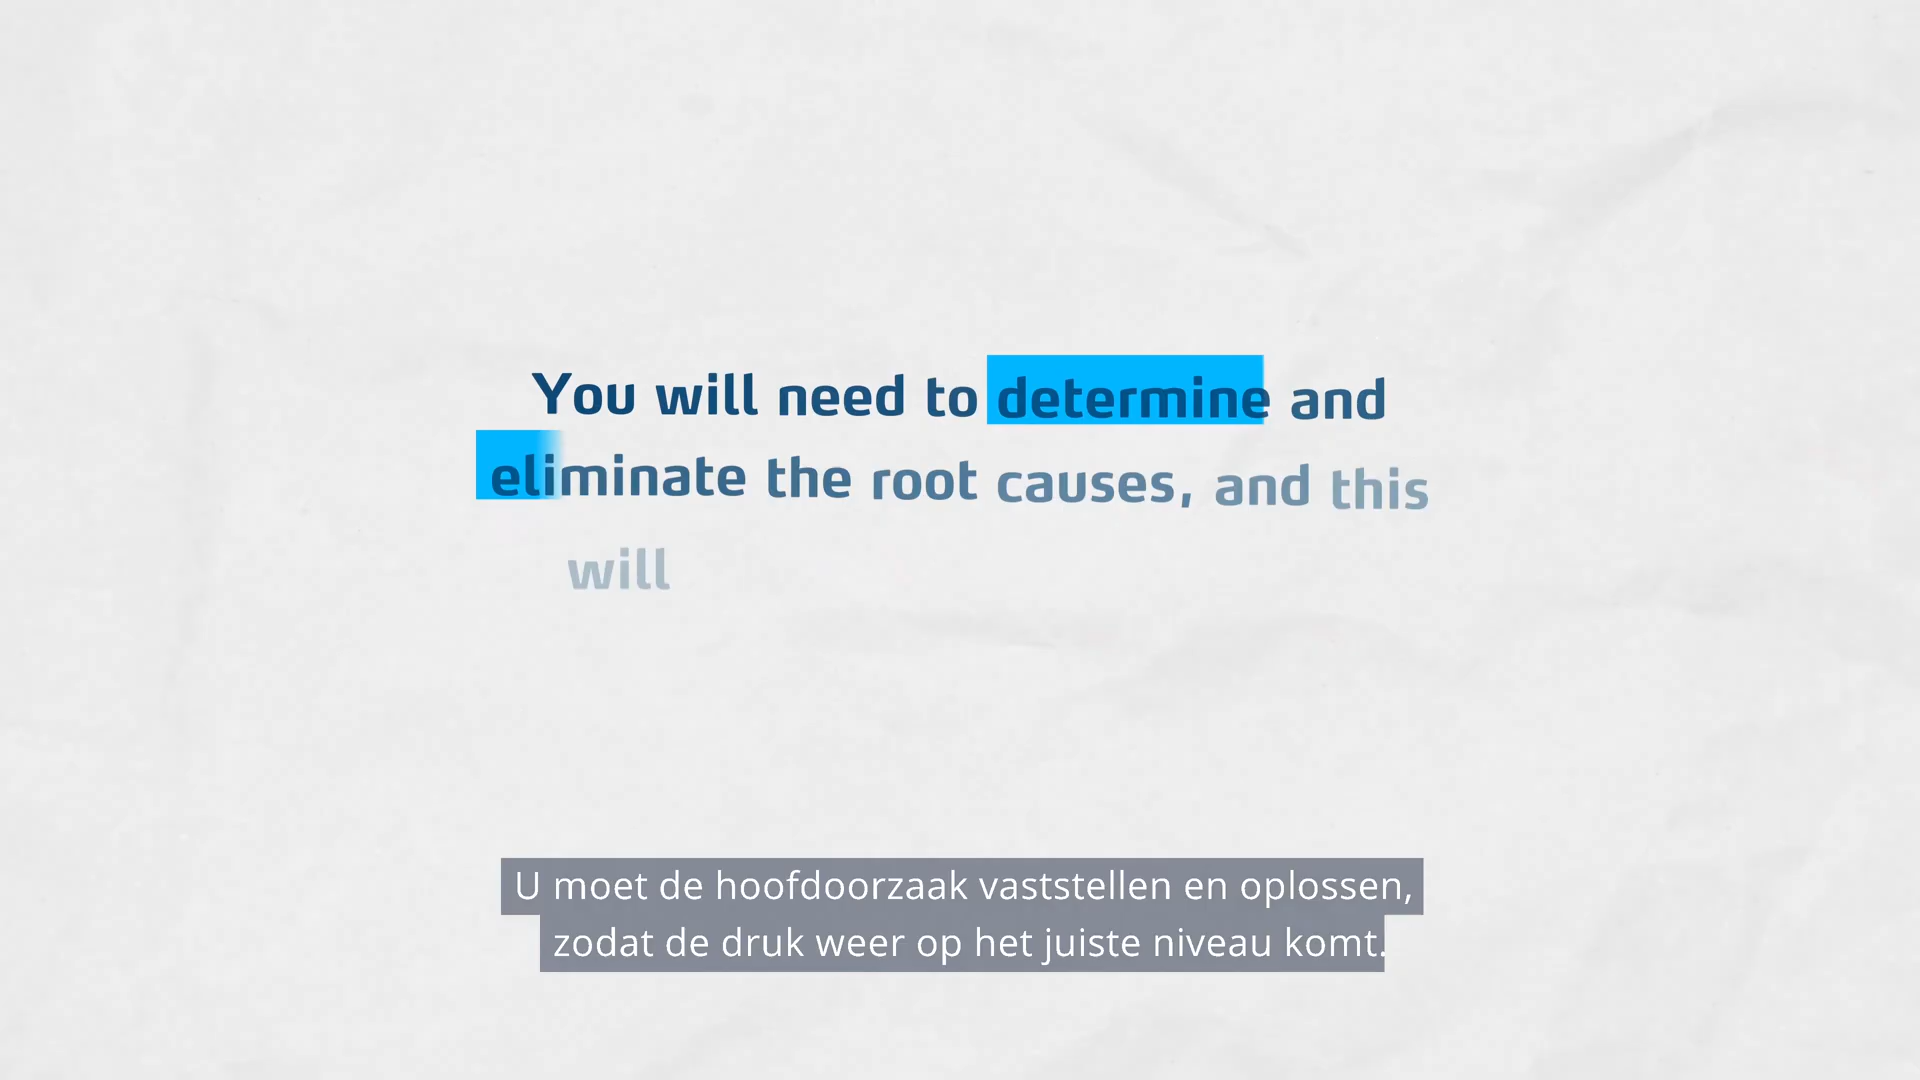 You will need to determine and
eliminate the root causes, and this
will
U moet de hoofdoorzaak vaststellen en oplossen,
zodat de druk weer op het juiste niveau komt.